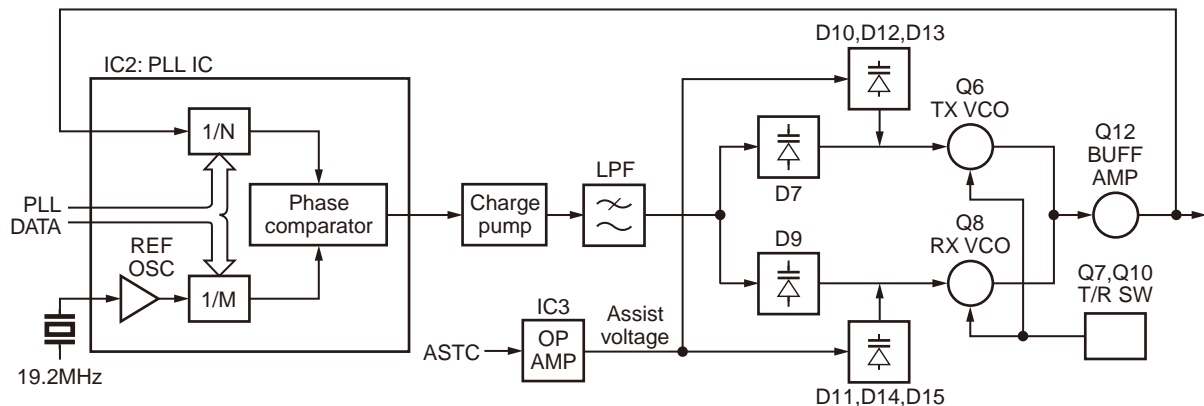 D10,D12,D13
IC2: PLL IC
Q6
TX VCO
Q12
BUFF
AMP
1/N
LPF
D7
PLL
DATA
Phase
comparator
Charge
pump
REF
OSC
D9
Q8
RX VCO
Q7,Q10
T/R SW
1/M
IC3
OP
AMP
Assist
voltage
ASTC
19.2MHz
D11,D14,D15